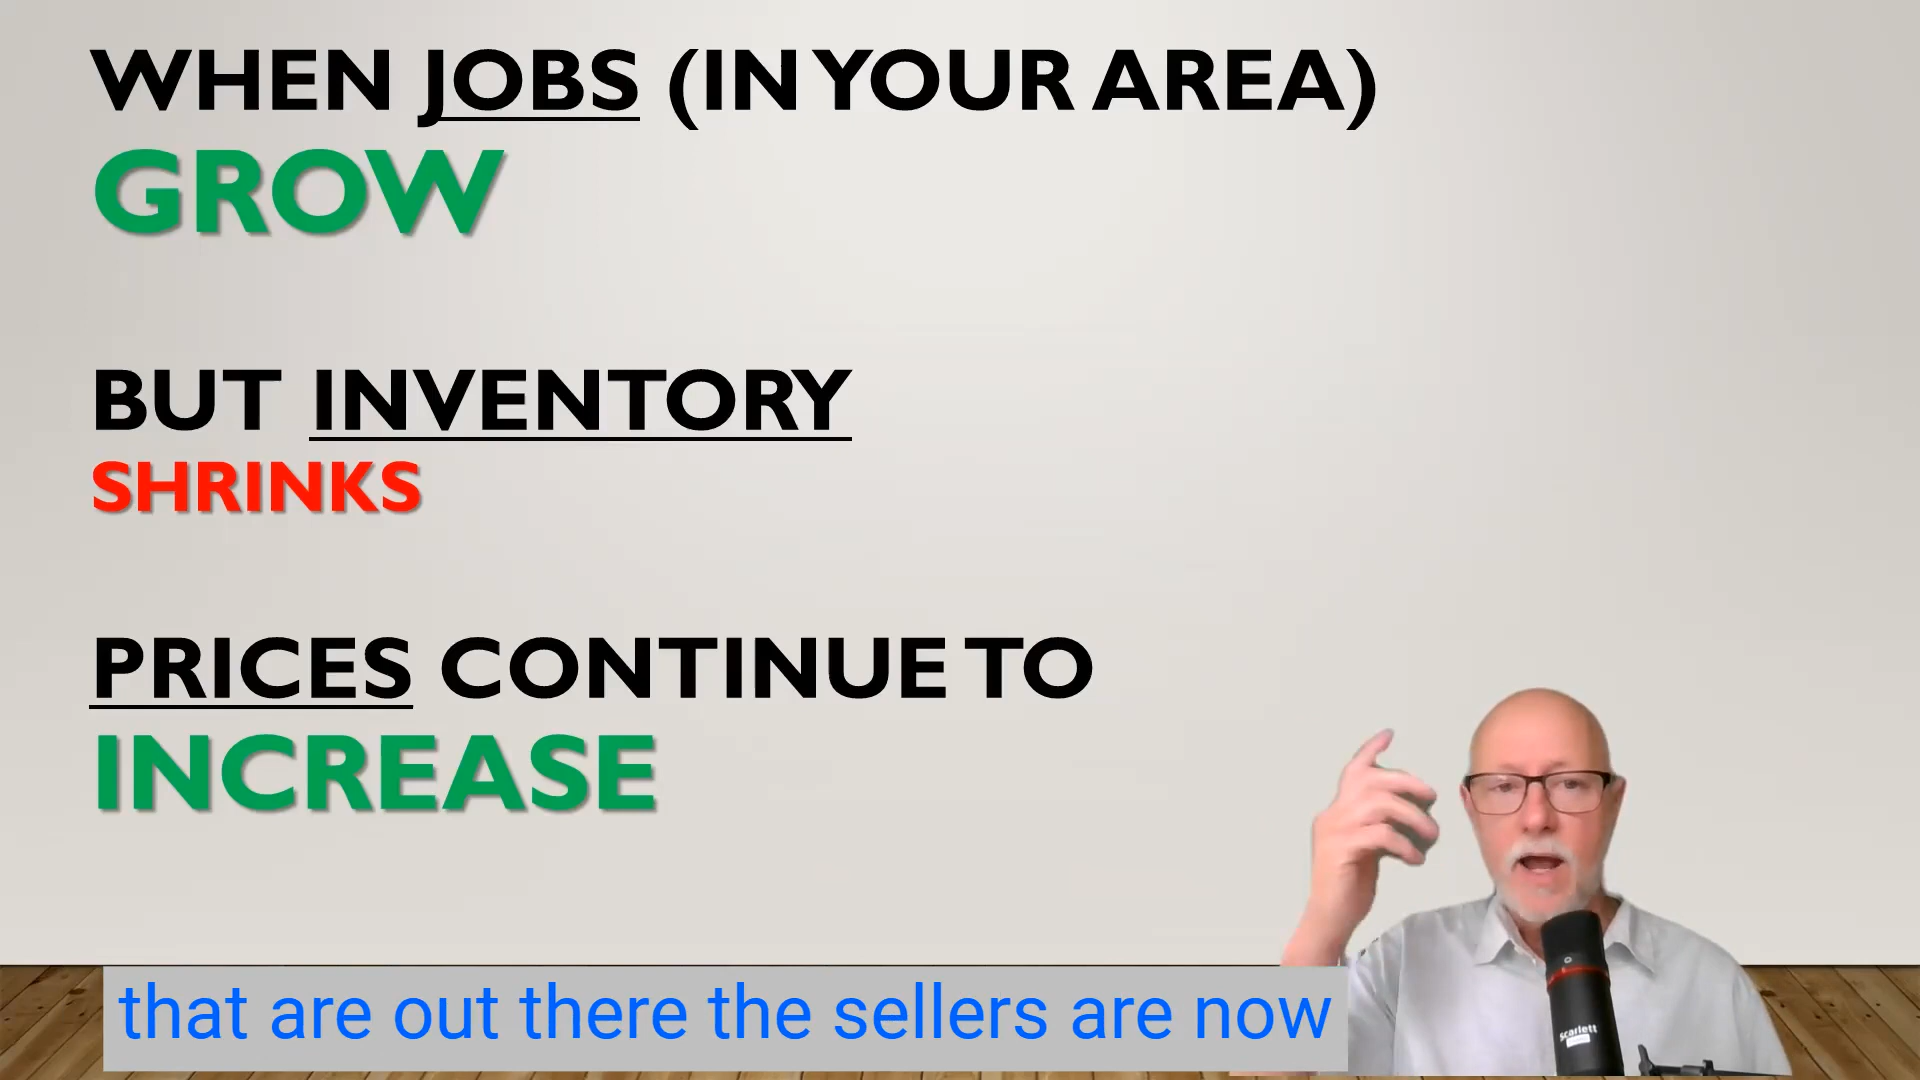 WHEN JOBS (IN YOUR AREA)
GROW
BUT INVENTORY
SHRINKS
PRICES CONTINUE TO
INCREASE
scarlett
that are out there the sellers are now